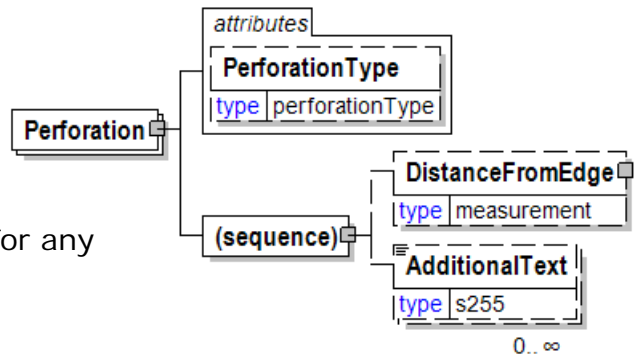 attributes
PerforationType
type perforationType
Perforation
DistanceFromEdge
type measurement
or any
(sequence)
AdditionalText
type s255
0..∞